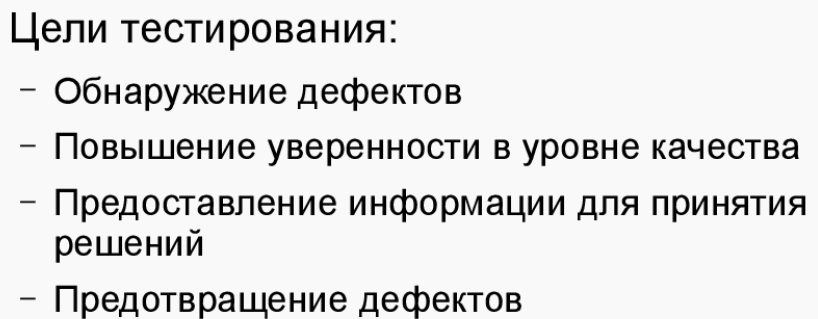 Цели тестирования:
– Обнаружение дефектов
– Повышение уверенности в уровне качества
– Предоставление информации для принятия
решений
– Предотвращение дефектов